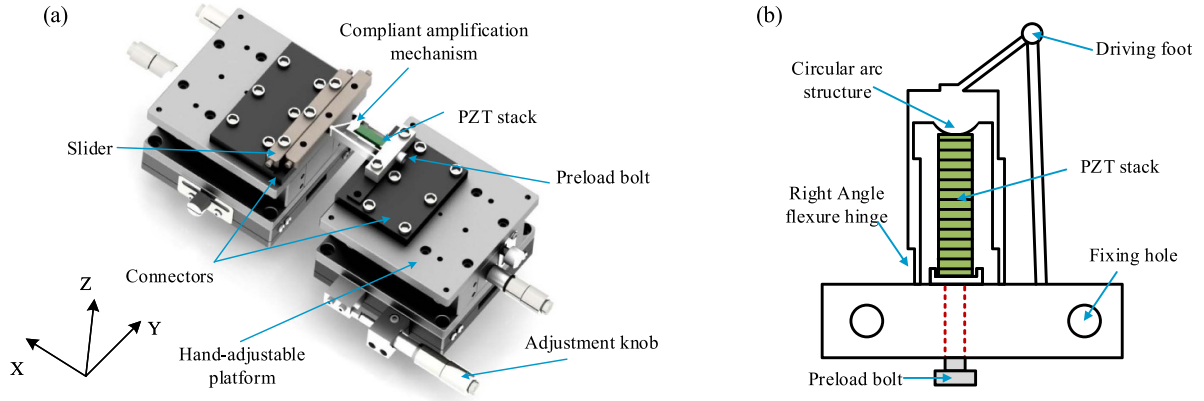 (a)
Compliant amplification
mechanism
PZT stack
Slider
Preload bolt
Connectors
Z
Y
X
Hand-adjustable
platform
Adjustment knob
(b)
Driving foot
Circular arc
structure
PZT stack
Right Angle
flexure hinge
Fixing hole
Preload bolt